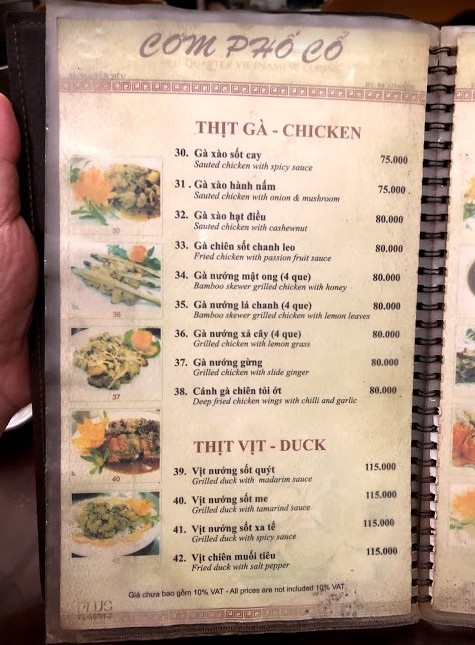 CƠM PHỐ CỔ
OLD QUARTER VIETNAMESE CUISINE
THỊT GÀ - CHICKEN
30. Gà xào sốt cay 75.000
Sauted chicken with spicy sauce
31 . Gà xào hành nấm 75.000
Sauted chicken with onion & mushroom
32. Gà xào hạt điều 80.000
Sauted chicken with cashewnut
33. Gà chiên sốt chanh leo 80.000
Fried chicken with passion fruit sauce
34. Gà nướng mật ong (4 que) 80.000
Bamboo skewer grilled chicken with honey
35. Gà nướng lá chanh (4 que) 80.000
Bamboo skewer grilled chicken with lemon leaves
36. Gà nướng xả cây (4 que) 80.000
Grilled chicken with lemon grass
37. Gà nướng gừng 80.000
Grilled chicken with slide ginger
38. Cánh gà chiên tỏi ớt 80.000
Deep fried chicken wings with chilli and garlic
30
36
37
40
THỊT VỊT - DUCK
39. Vịt nướng sốt quýt 115.000
Grilled duck with madarim sauce
40. Vịt nướng sốt me 115.000
Grilled duck with tamarind sauce
41. Vịt nướng sốt xa tế 115.000
Grilled duck with spicy sauce
42. Vịt chiên muối tiêu 115.000
Fried duck with salt pepper
Giá chưa bao gồm 10% VAT - All prices are not included 10% VAT